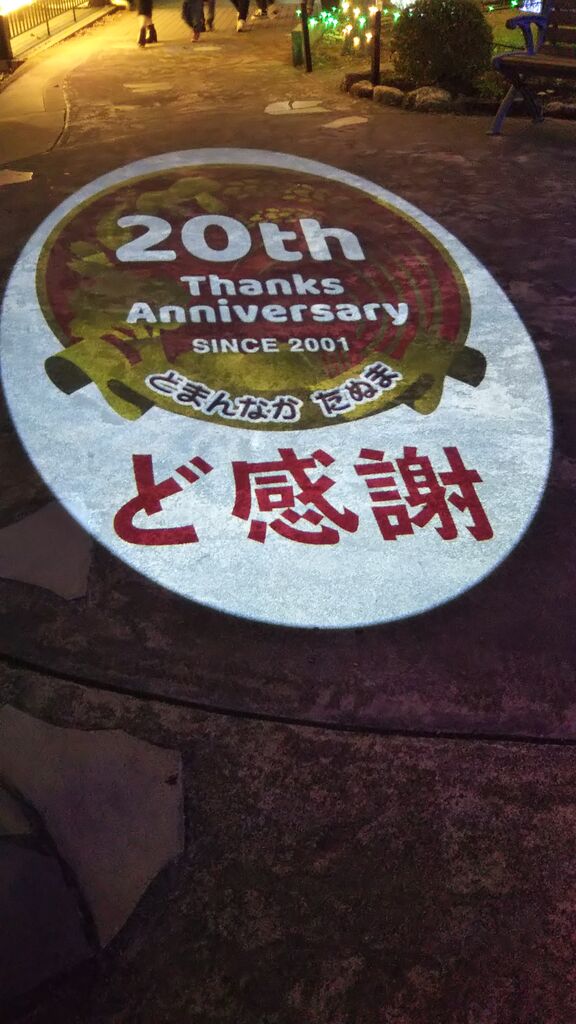 20th
Thanks
Anniversary
SINCE 2001
どまんなか たぬま
ど感謝